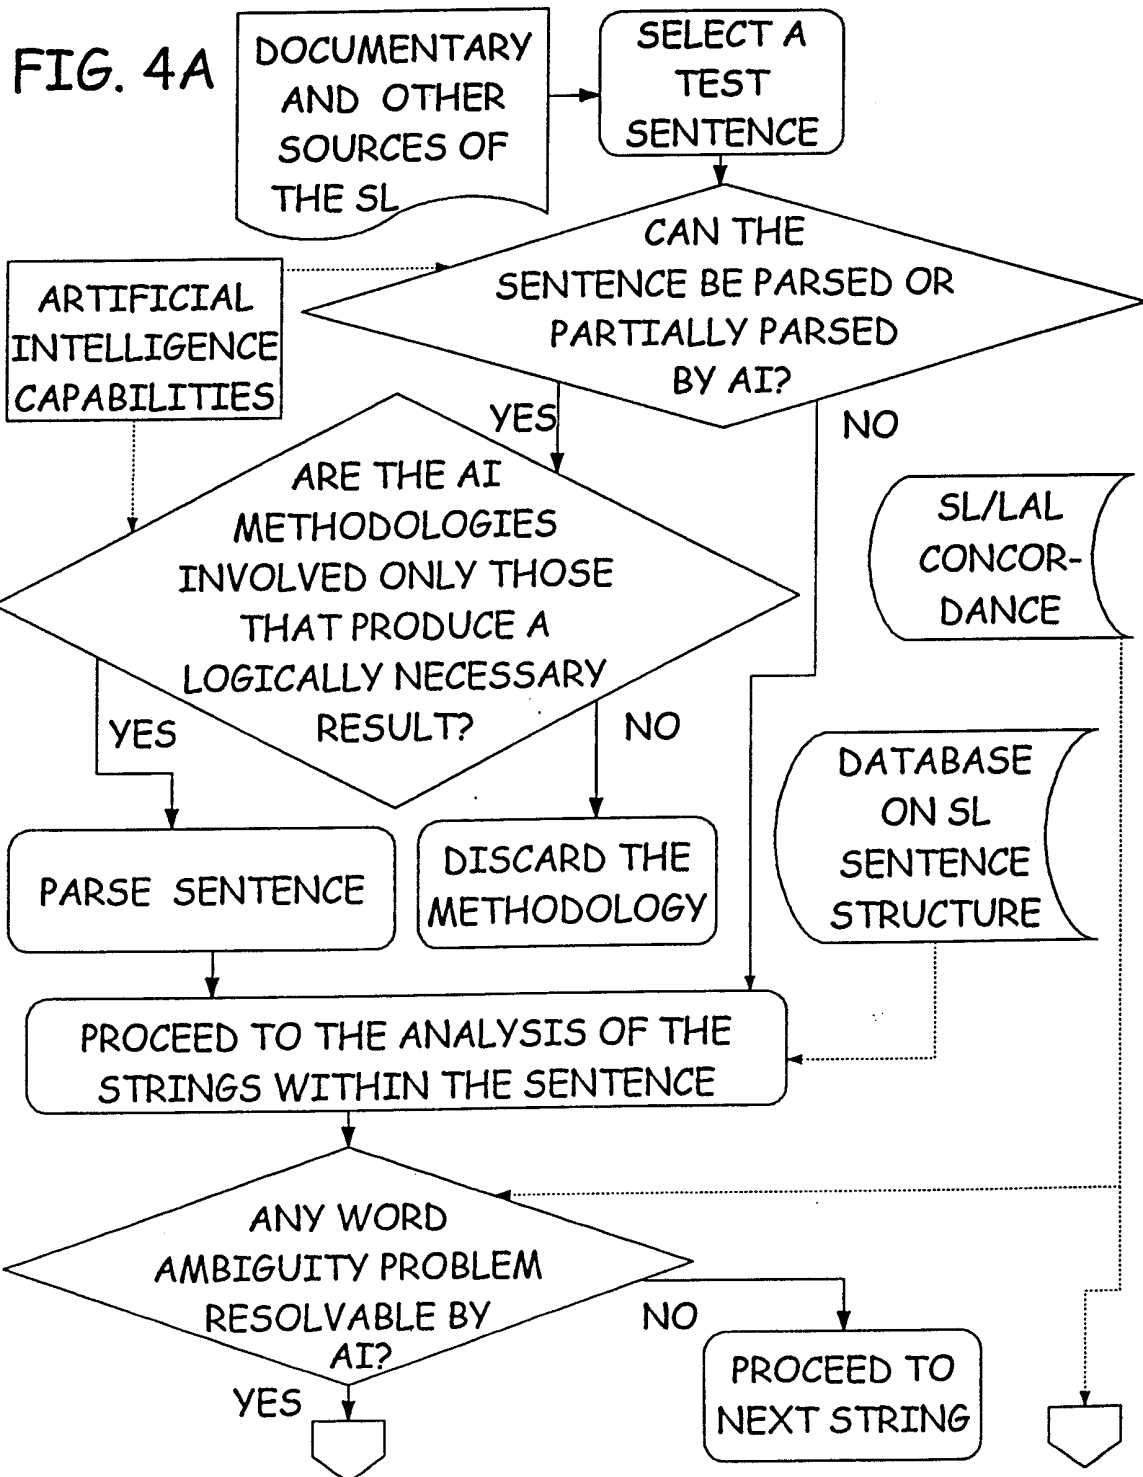 FIG. 4A
DOCUMENTARY
AND OTHER
SOURCES OF
THE SL
SELECT A
TEST
SENTENCE
CAN THE
SENTENCE BE PARSED OR
PARTIALLY PARSED
BY AI?
ARTIFICIAL
INTELLIGENCE
CAPABILITIES
YES
NO
ARE THE AI
METHODOLOGIES
INVOLVED ONLY THOSE
THAT PRODUCE A
LOGICALLY NECESSARY
RESULT?
SL/LAL
CONCOR-
DANCE
YES
NO
DATABASE
ON SL
SENTENCE
STRUCTURE
PARSE SENTENCE
DISCARD THE
METHODOLOGY
PROCEED TO THE ANALYSIS OF THE
STRINGS WITHIN THE SENTENCE
ANY WORD
AMBIGUITY PROBLEM
RESOLVABLE BY
AI?
NO
YES
PROCEED TO
NEXT STRING